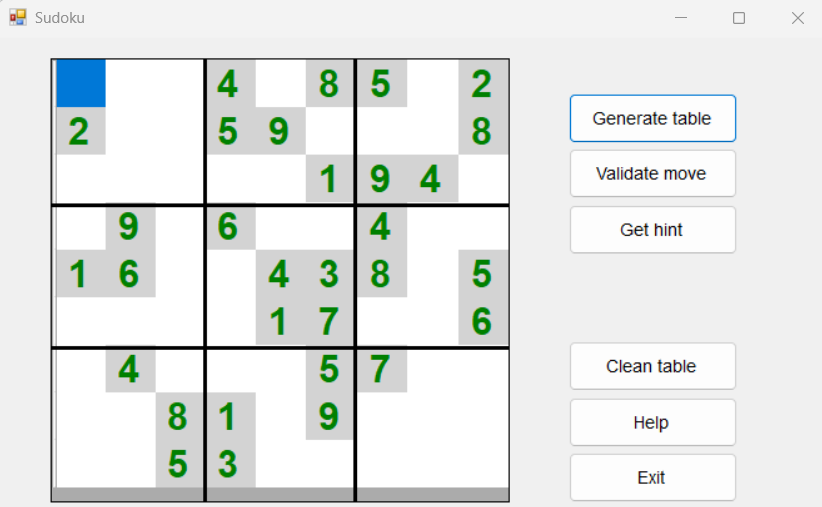 Sudoku
4 8 5 2
2 5 9 8
1 9 4
9 6 4
1 6 4 3 8 5
1 7 6
4 5 7
8 1 9
5 3
Generate table
Validate move
Get hint
Clean table
Help
Exit